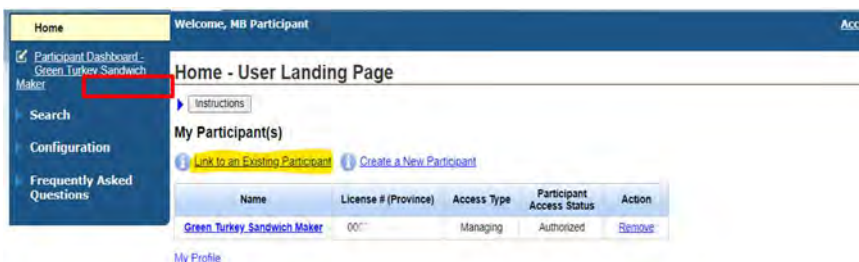 Home
Welcome, MB Participant
Acc
Participant Dashboard -
Green Turkey Sandwich
Maker
Search
Configuration
Frequently Asked
Questions
Home - User Landing Page
Instructions
My Participant(s)
Link to an Existing Participant Create a New Participant
Name License # (Province) Access Type Participant Access Status Action
Green Turkey Sandwich Maker 00 Managing Authorized Remove
My Profile